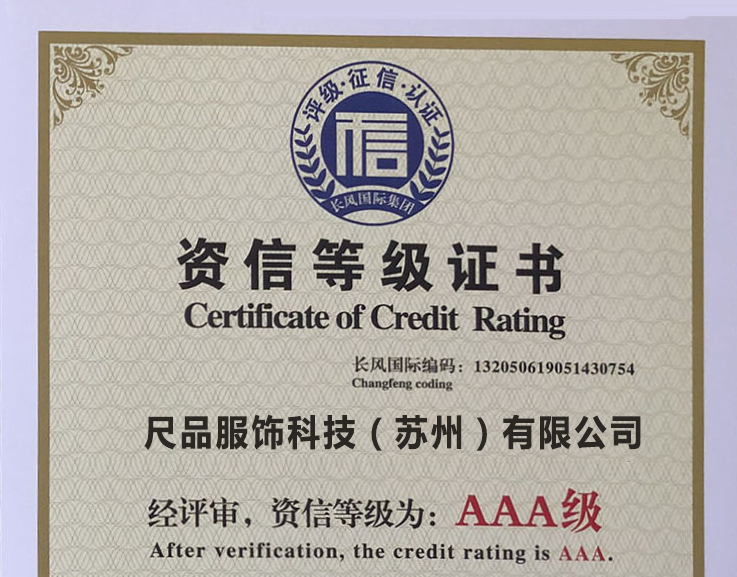 评级·征信·认证
信
长风国际集团
资信等级证书
Certificate of Credit Rating
长风国际编码：132050619051430754
Changfeng coding
尺品服饰科技（苏州）有限公司
经评审，资信等级为：AAA级
After verification, the credit rating is AAA.